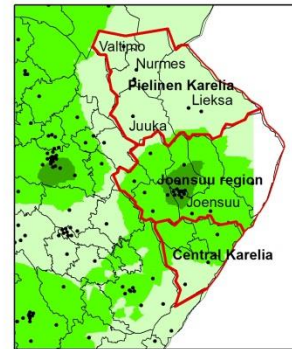 Valtimo
Nurmes
Pielinen Karelia
Lieksa
Juuka
Joensuu region
Joensuu
Central Karelia